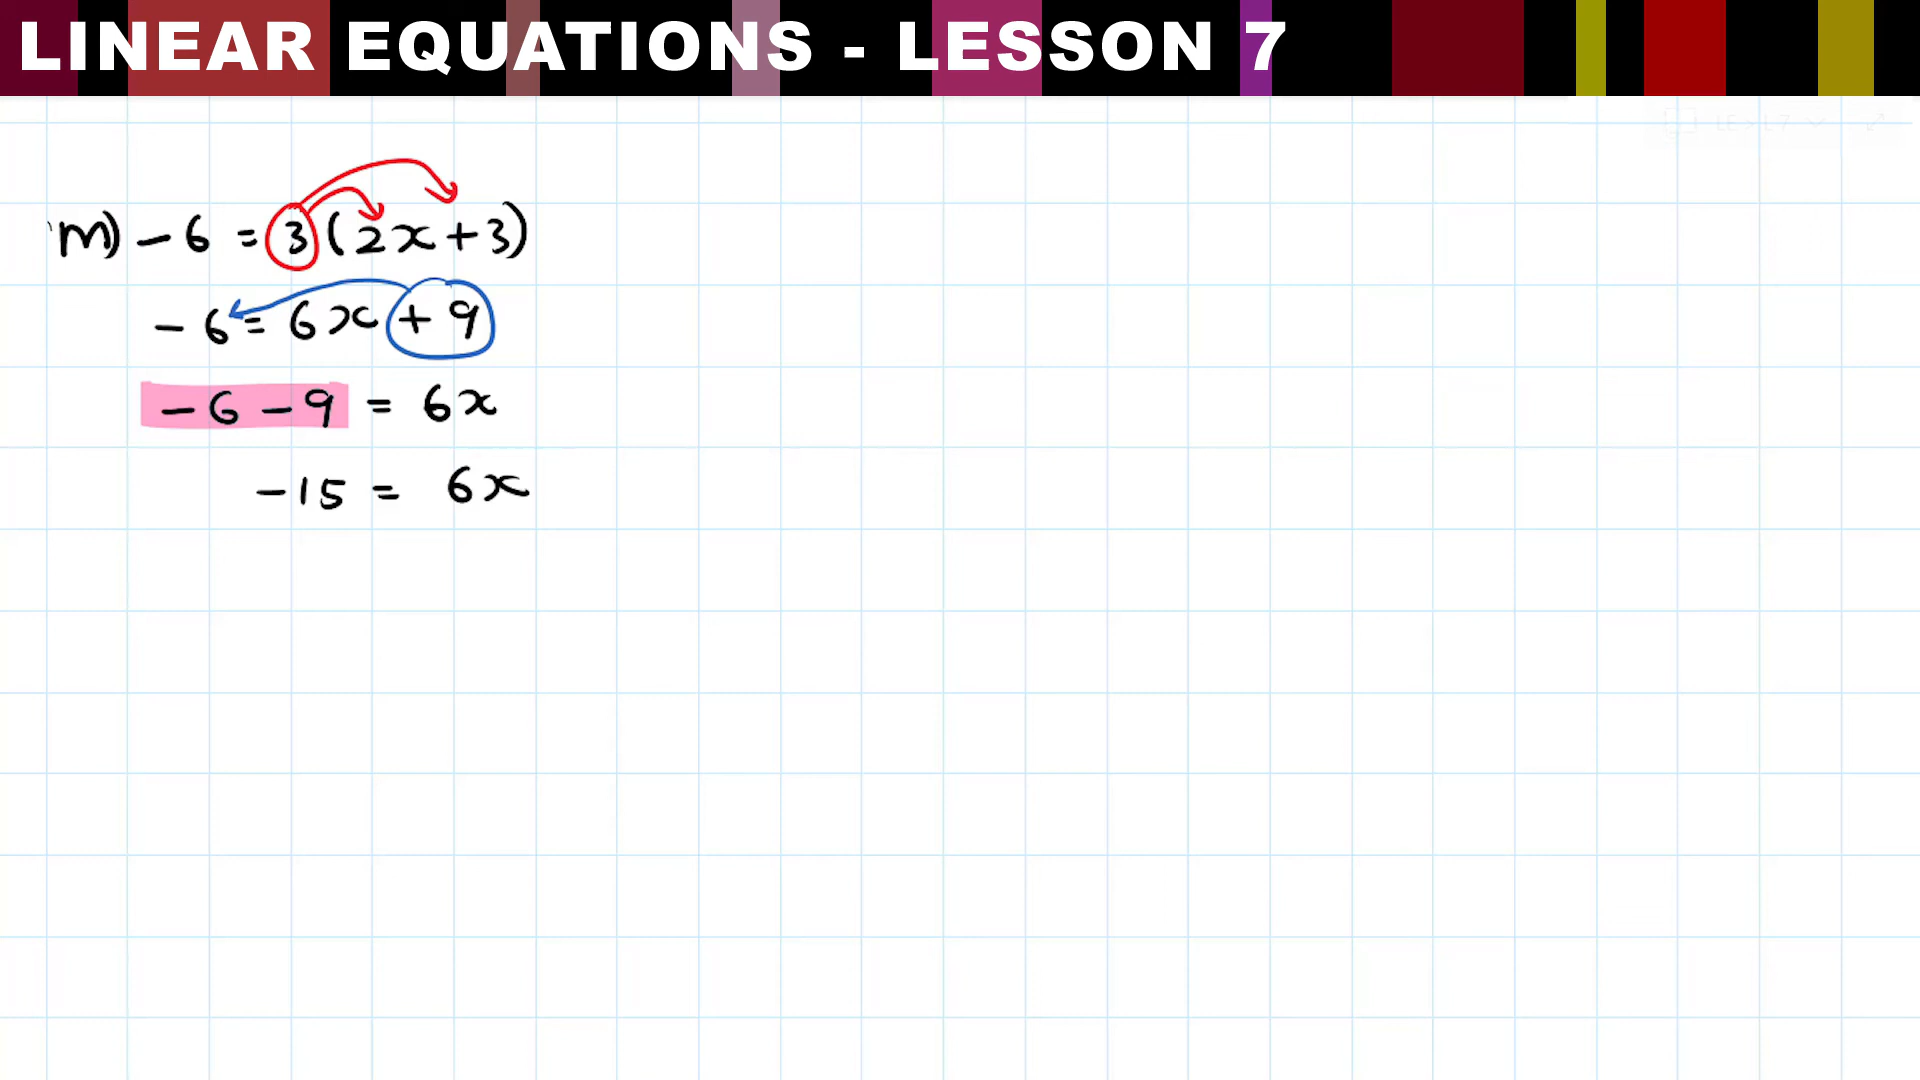 LINEAR EQUATIONS - LESSON 7
m) -6 = 3(2x+3)
-6 = 6x + 9
-6 - 9 = 6x
-15 = 6x